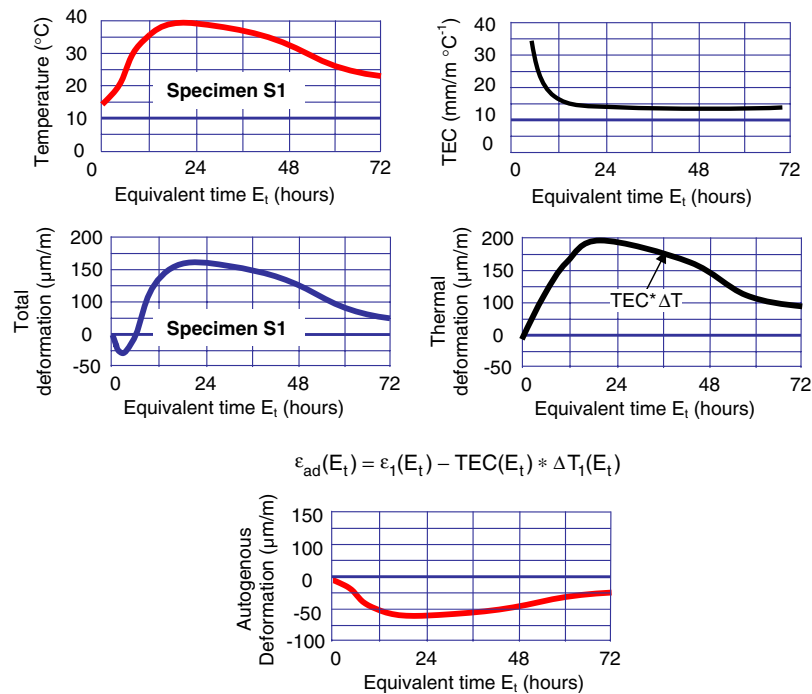 Temperature (°C)
40
30
20
10
0
Specimen S1
0 24 48 72
Equivalent time Et (hours)
TEC (mm/m °C-1)
40
30
20
10
0
0 24 48 72
Equivalent time Et (hours)
Total
deformation (μm/m)
200
150
100
0
-50
Specimen S1
0 24 48 72
Equivalent time Et (hours)
Thermal
deformation (μm/m)
200
150
100
0
-50
TEC* ΔT
0 24 48 72
Equivalent time Et (hours)
εad(Et) = ε1(Et) − TEC(Et) ∗ ΔT1(Et)
Autogenous
Deformation (μm/m)
150
100
0
-50
-100
0 24 48 72
Equivalent time Et (hours)